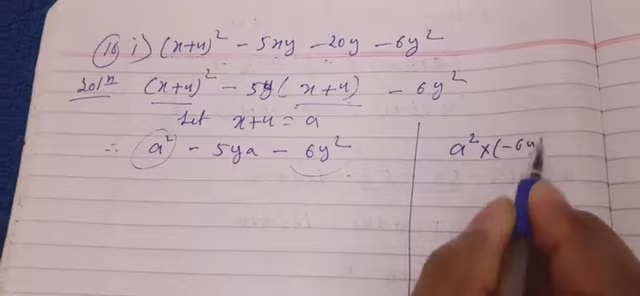 16 i) (x+4)² - 5xy - 20y - 6y²
Solⁿ (x+4)² - 5y(x+4) - 6y²
Let x+4 = a
∴ a² - 5ya - 6y²
a² × (-6y